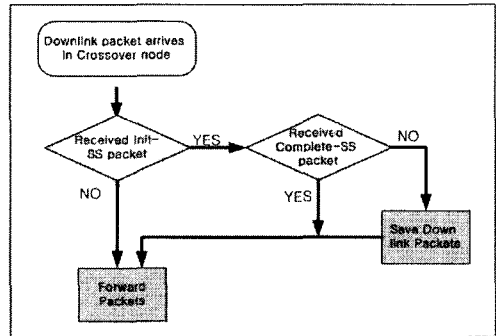 Downlink packet arrives
in Crossover node
Received Init-
SS packet
YES
Received
Complete-SS
packet
NO
NO
YES
Save Down
link Packets
Forward
Packets